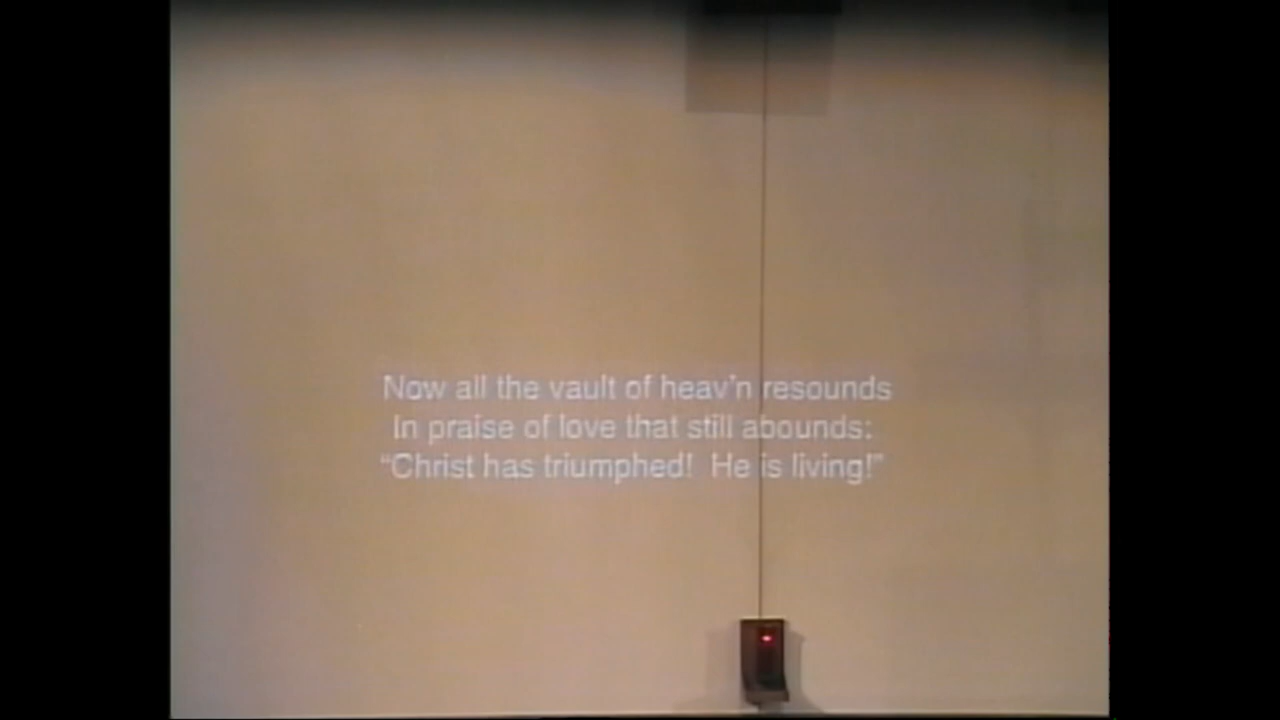 Now all the vault of heav'n resounds
In praise of love that still abounds:
“Christ has triumphed!  He is living!”